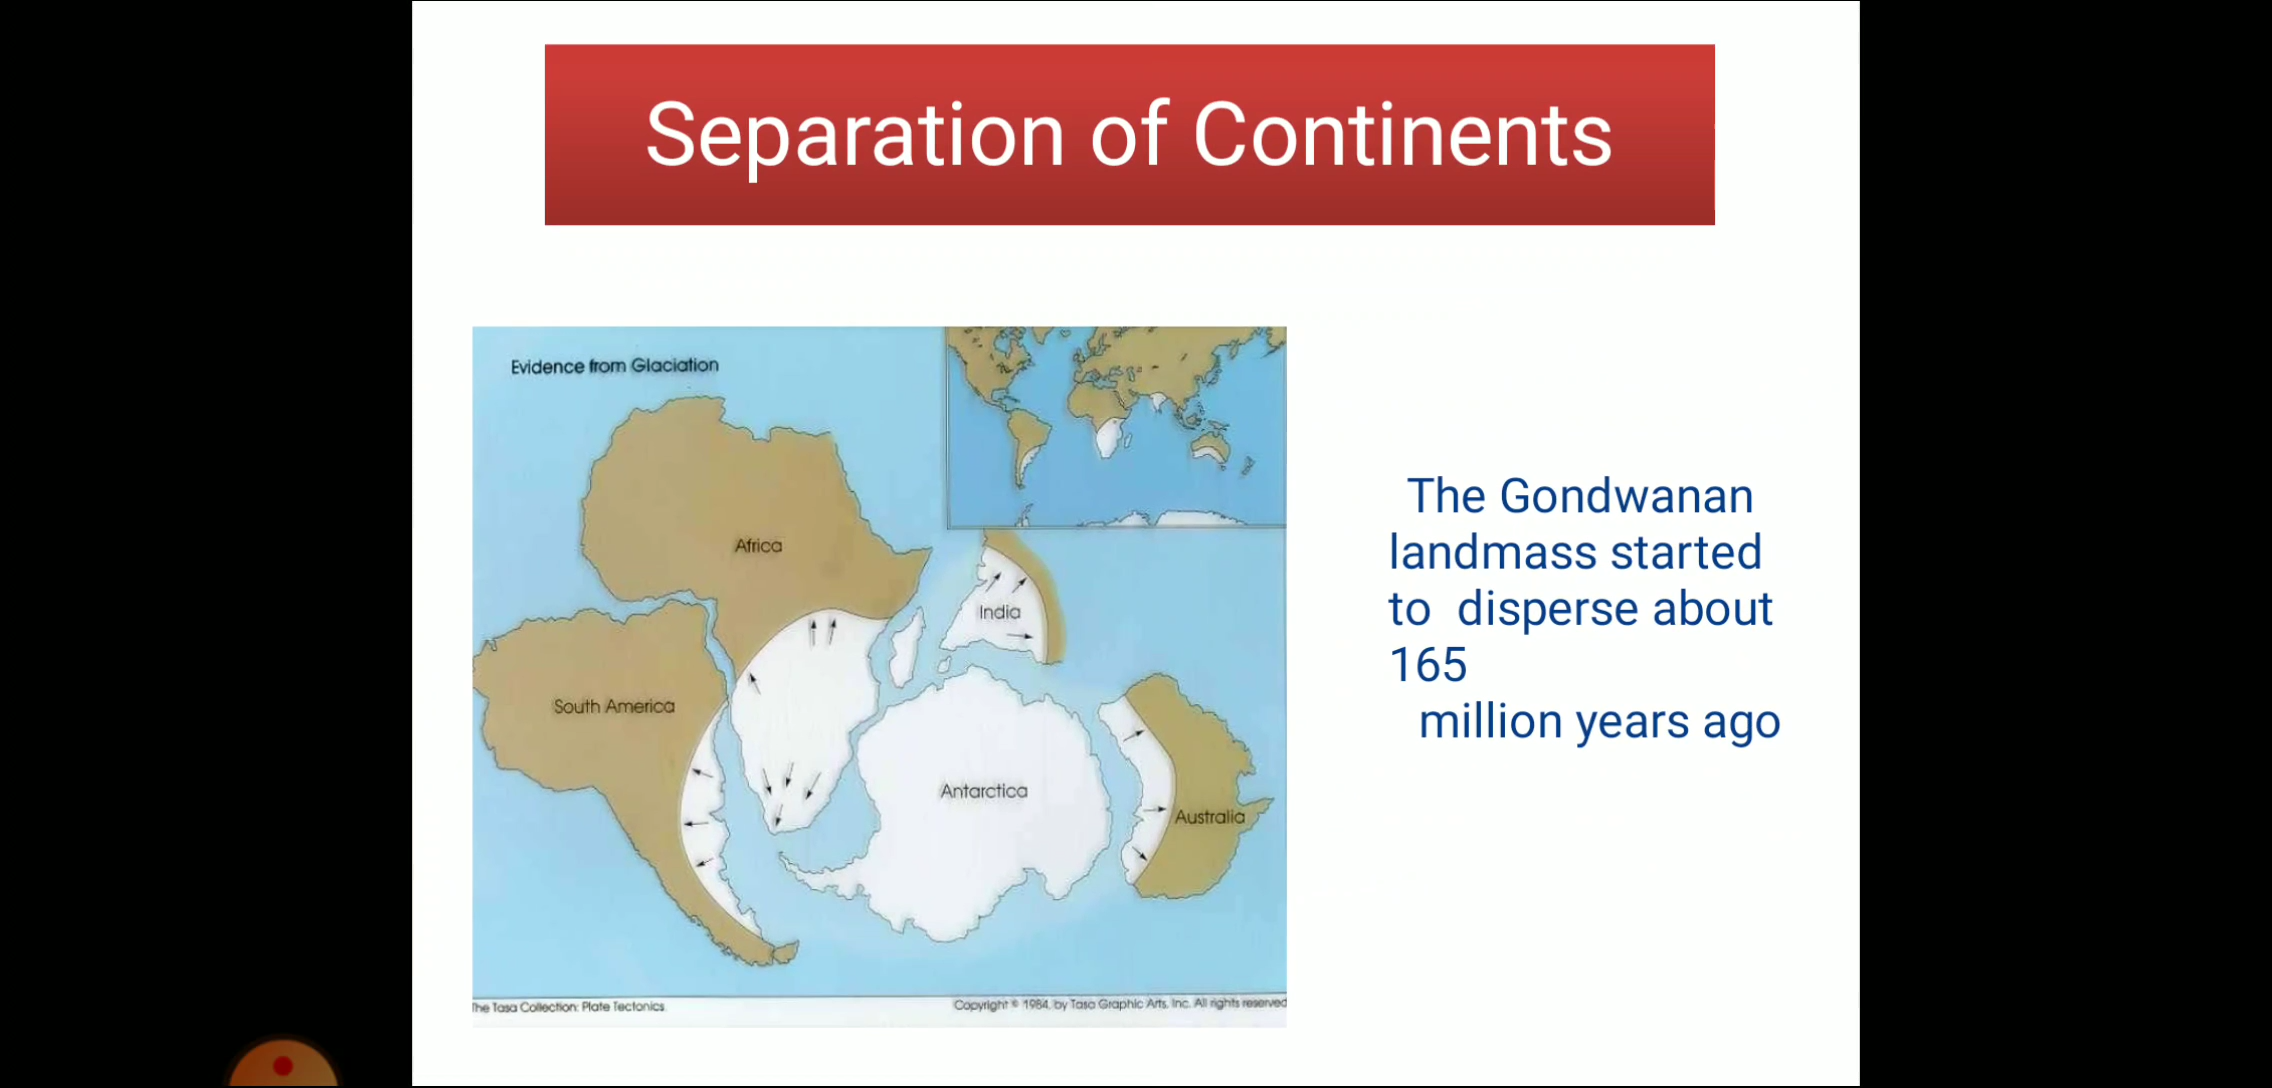 Separation of Continents
Evidence from Glaciation
Africa
India
South America
Antarctica
Australia
The Tasa Collection: Plate Tectonics
Copyright © 1984, by Tasa Graphic Arts, Inc. All rights reserved
The Gondwanan
landmass started
to disperse about
165
million years ago